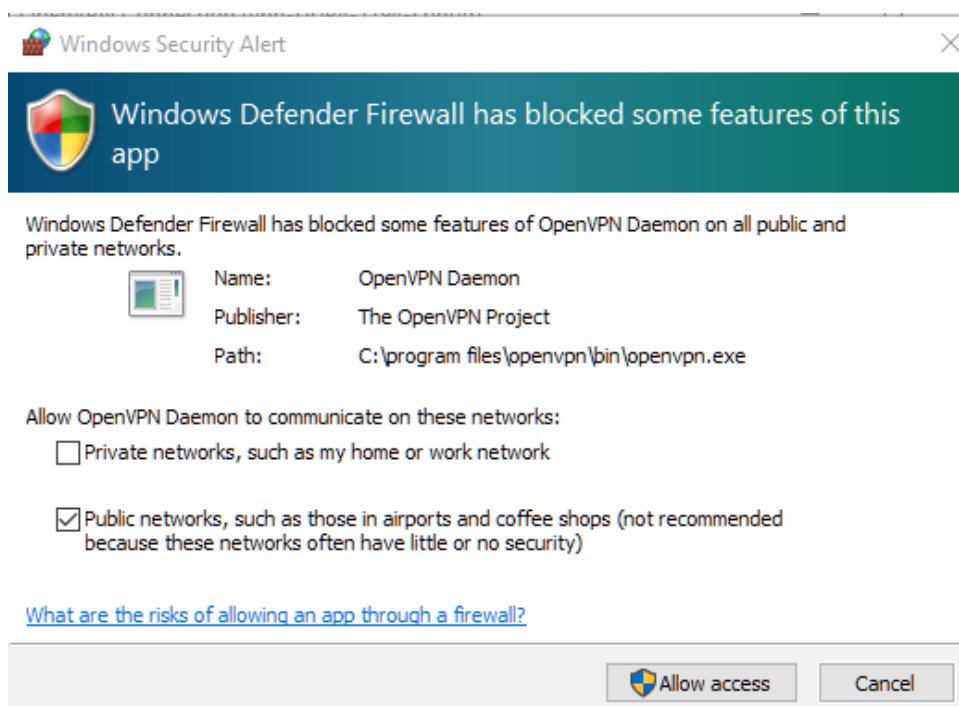 Windows Security Alert
Windows Defender Firewall has blocked some features of this
app
Windows Defender Firewall has blocked some features of OpenVPN Daemon on all public and
private networks.
Name: OpenVPN Daemon
Publisher: The OpenVPN Project
Path: C:\program files\openvpn\bin\openvpn.exe
Allow OpenVPN Daemon to communicate on these networks:
Private networks, such as my home or work network
Public networks, such as those in airports and coffee shops (not recommended
because these networks often have little or no security)
What are the risks of allowing an app through a firewall?
Allow access Cancel